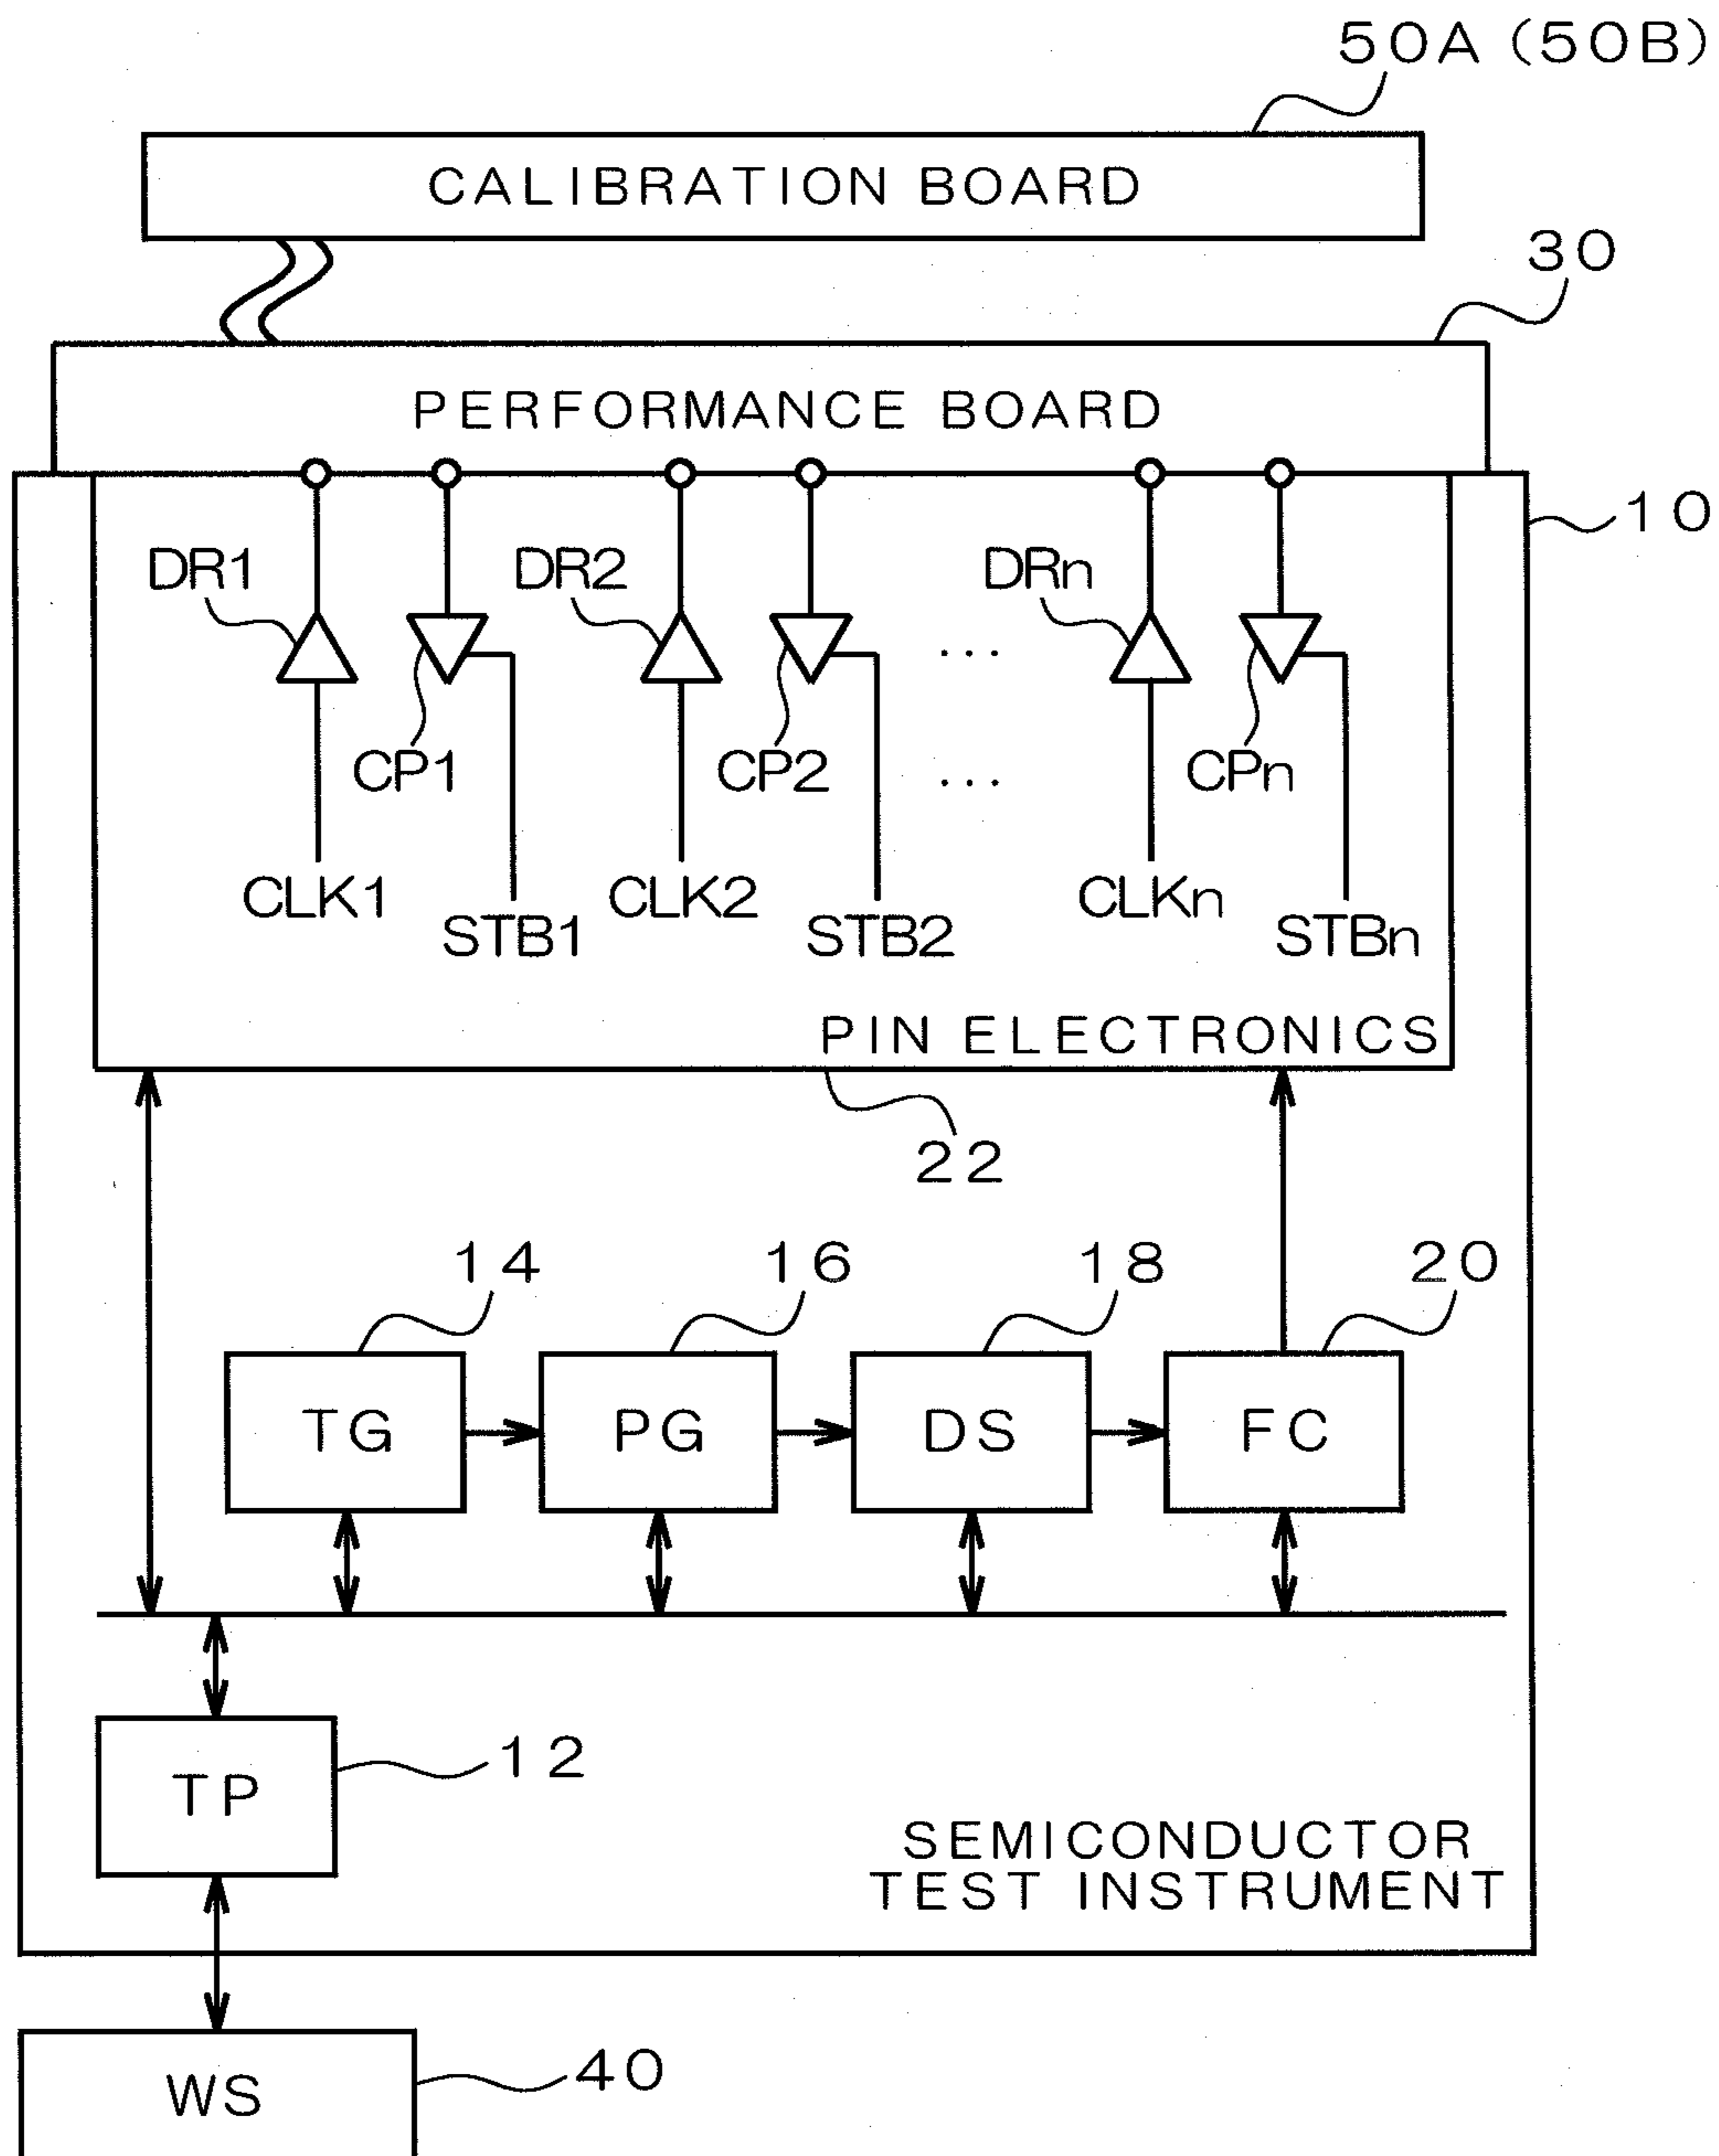 50A (50B)
CALIBRATION BOARD
30
PERFORMANCE BOARD
10
DR1
DR2
DRn
...
CP1
CP2
...
CPn
CLK1
CLK2
CLKn
STB1
STB2
STBn
PIN ELECTRONICS
22
14
16
18
20
TG
PG
DS
FC
12
TP
SEMICONDUCTOR
TEST INSTRUMENT
40
WS